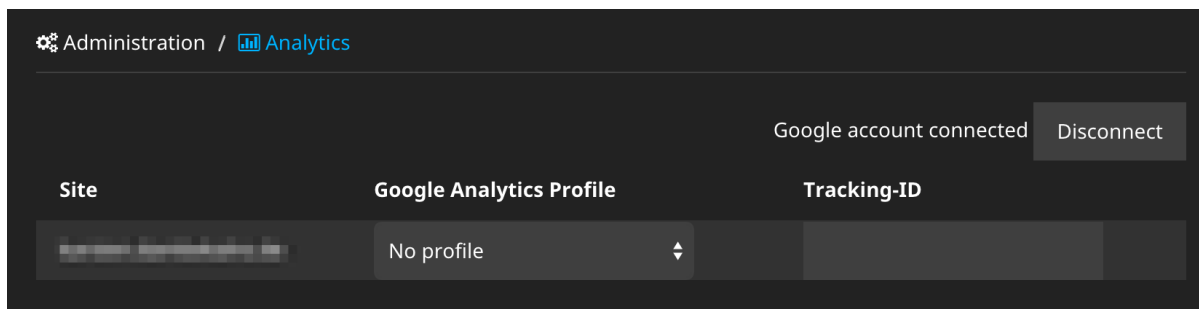 Administration / Analytics
Google account connected Disconnect
Site Google Analytics Profile Tracking-ID
No profile